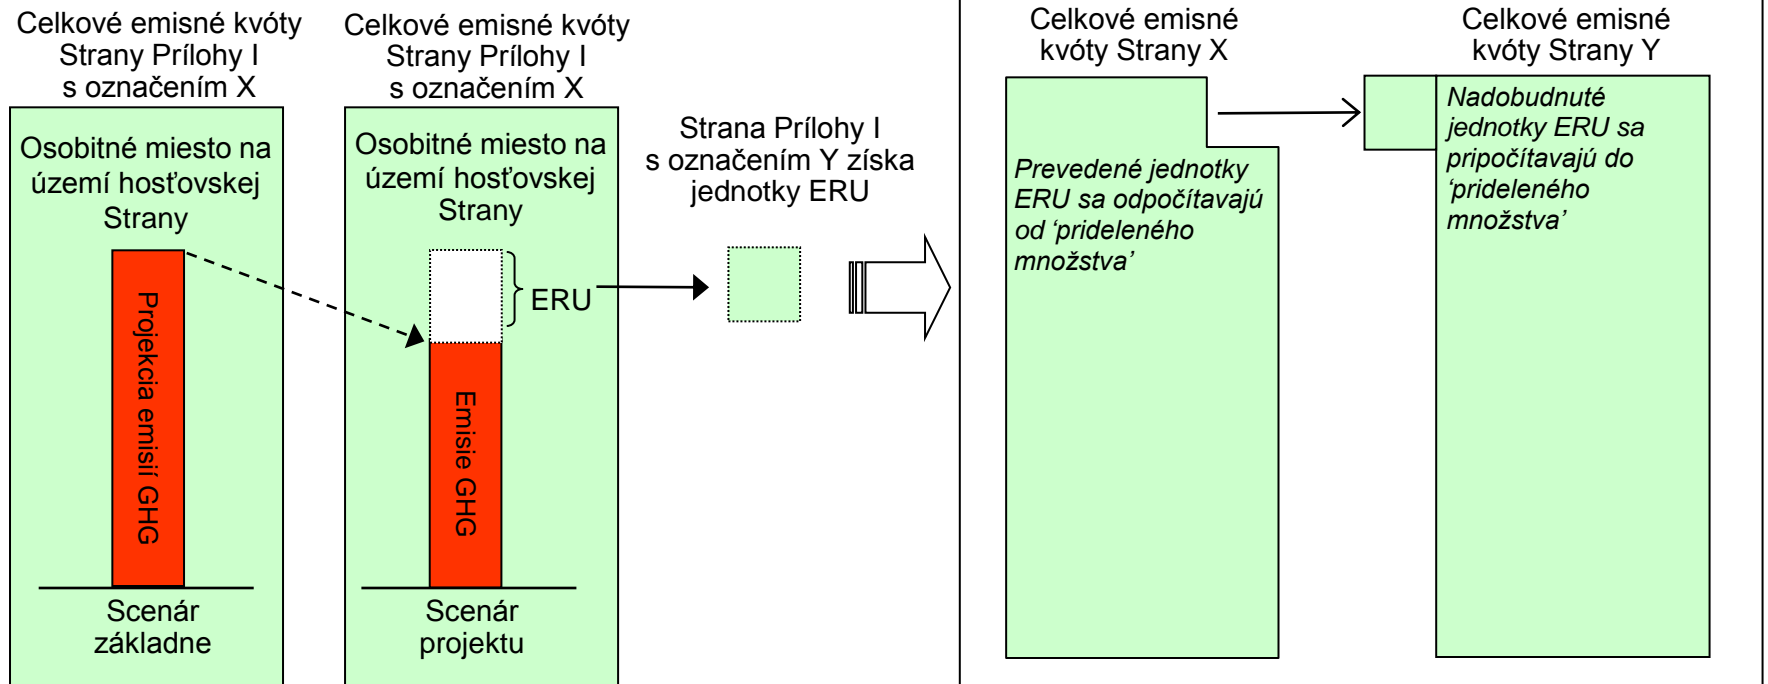 Celkové emisné kvóty
Strany Prílohy I
s označením X
Osobitné miesto na
území hosťovskej
Strany
Projekcia emisií GHG
Scenár
základne
Celkové emisné kvóty
Strany Prílohy I
s označením X
Osobitné miesto na
území hosťovskej
Strany
ERU
Emisie GHG
Scenár
projektu
Strana Prílohy I
s označením Y získa
jednotky ERU
Celkové emisné
kvóty Strany X
Prevedené jednotky
ERU sa odpočítavajú
od ‘prideleného
množstva’
Celkové emisné
kvóty Strany Y
Nadobudnuté
jednotky ERU sa
pripočítavajú do
‘prideleného
množstva’